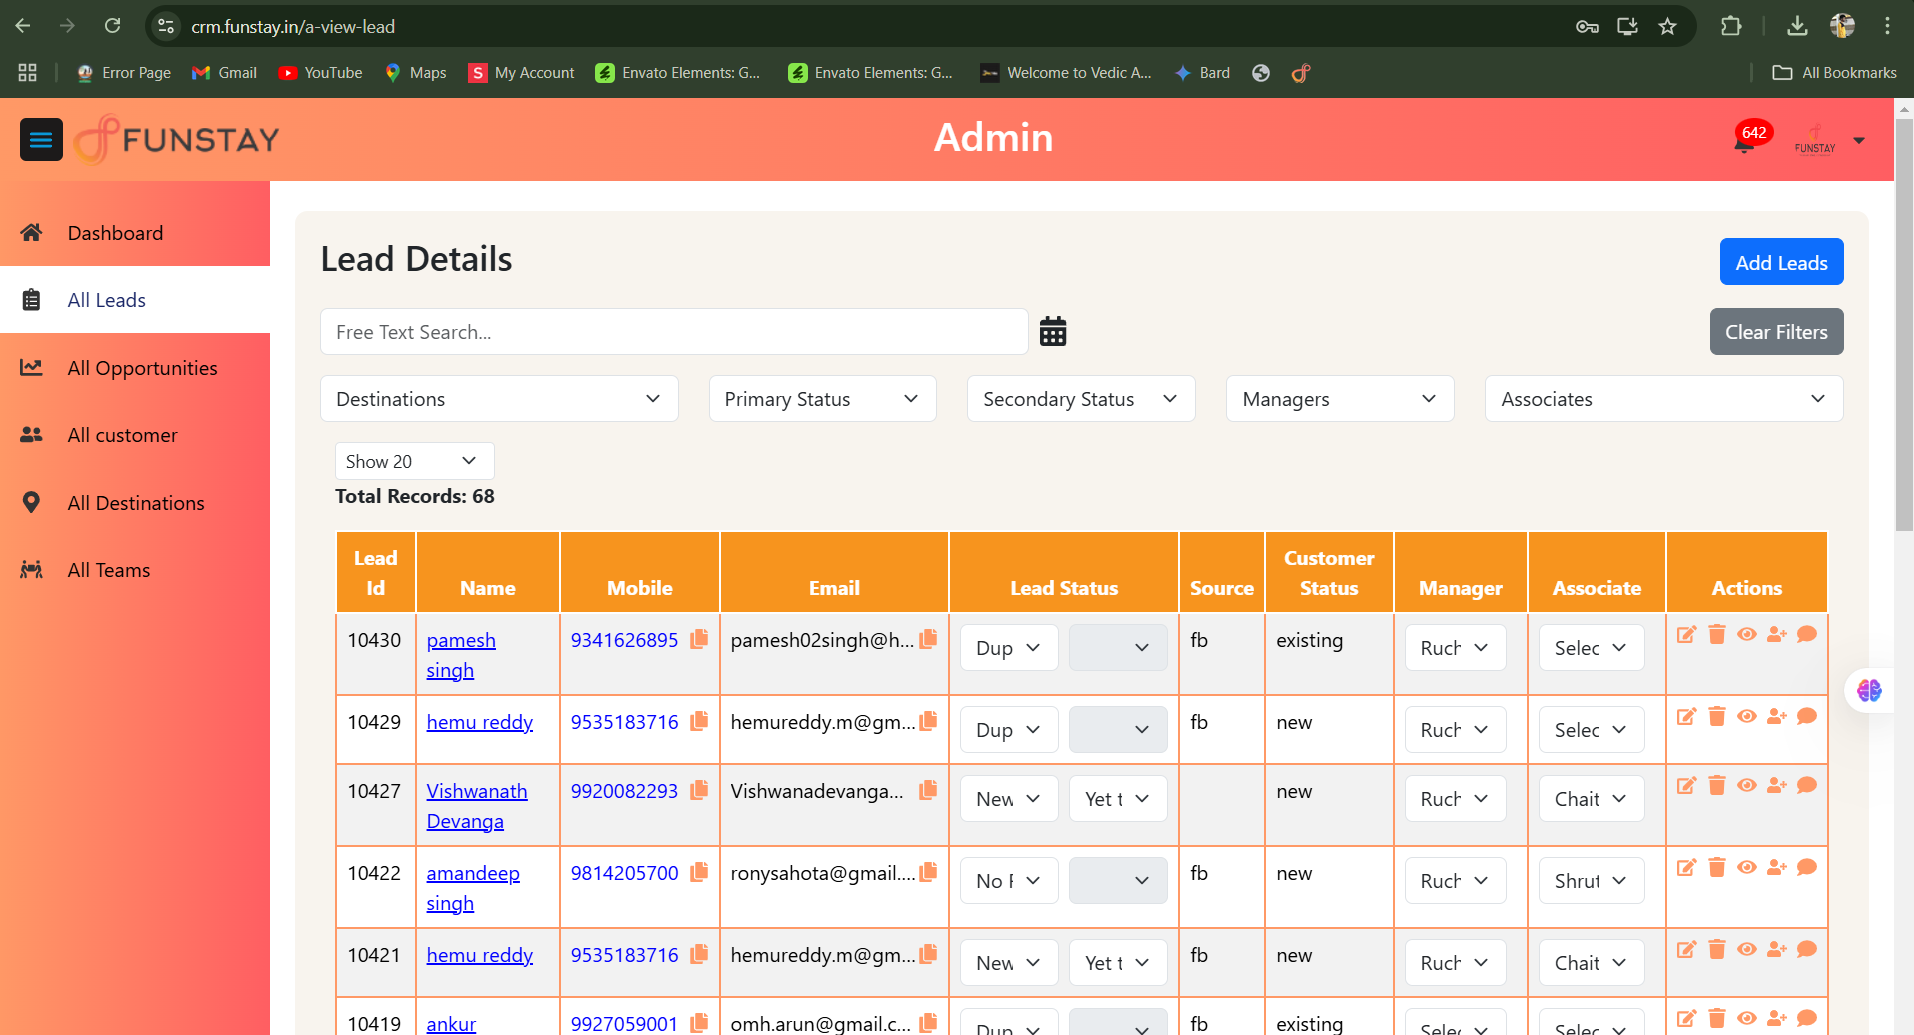 crm.funstay.in/a-view-lead
Error Page
Gmail
YouTube
Maps
S My Account
Envato Elements: G...
Envato Elements: G...
Welcome to Vedic A...
Bard
All Bookmarks
FUNSTAY
Admin
642
FUNSTAY
Dashboard
All Leads
All Opportunities
All customer
All Destinations
All Teams
Lead Details
Add Leads
Free Text Search...
Clear Filters
Destinations
Primary Status
Secondary Status
Managers
Associates
Show 20
Total Records: 68
Lead Id Name Mobile Email Lead Status Source Customer Status Manager Associate Actions
10430 pamesh singh 9341626895 pamesh02singh@h... Dup fb existing Ruch Selec
10429 hemu reddy 9535183716 hemureddy.m@gm... Dup fb new Ruch Selec
10427 Vishwanath Devanga 9920082293 Vishwanadevanga... New Yet t new Ruch Chait
10422 amandeep singh 9814205700 ronysahota@gmail.... No fb new Ruch Shrut
10421 hemu reddy 9535183716 hemureddy.m@gm... New Yet t fb new Ruch Chait
10419 ankur 9927059001 omh.arun@gmail.c... Dup fb existing Selec Selec